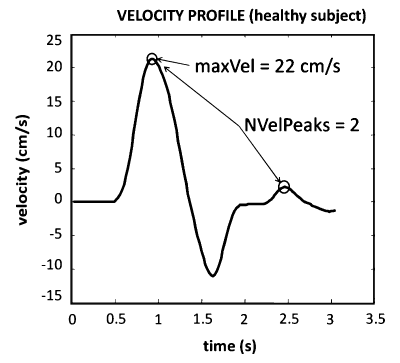 VELOCITY PROFILE (healthy subject)
25
20
15
10
5
0
-5
-10
-15
velocity (cm/s)
maxVel = 22 cm/s
NVelPeaks = 2
0 0.5 1 1.5 2 2.5 3 3.5
time (s)